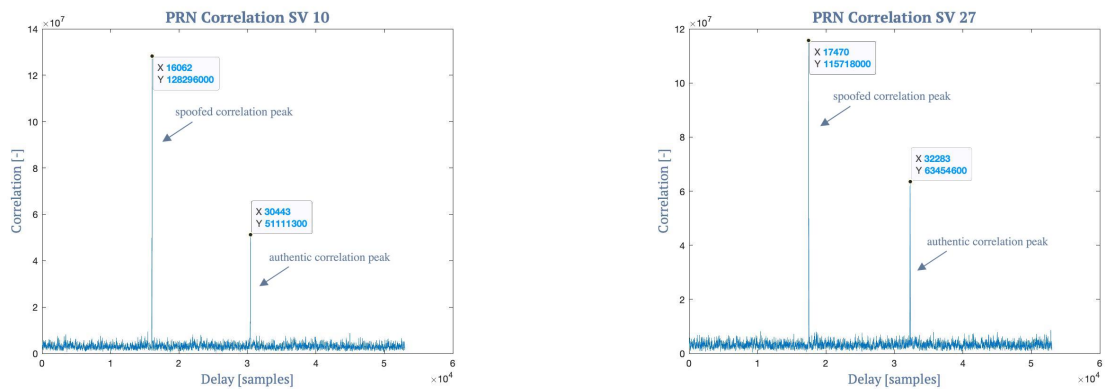 PRN Correlation SV 10
×10⁷
14
12
10
8
6
4
2
0
Correlation [-]
X 16062
Y 128296000
spoofed correlation peak
X 30443
Y 51111300
authentic correlation peak
0 1 2 3 4 5 6
×10⁴
Delay [samples]
PRN Correlation SV 27
×10⁷
12
10
8
6
4
2
0
Correlation [-]
X 17470
Y 115718000
spoofed correlation peak
X 32283
Y 63454600
authentic correlation peak
0 1 2 3 4 5 6
×10⁴
Delay [samples]